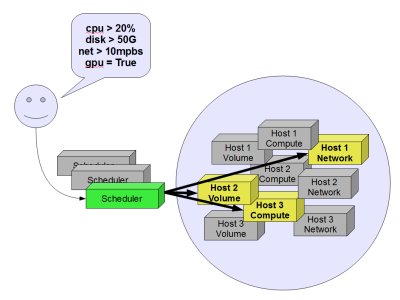 cpu > 20%
disk > 50G
net > 10mpbs
gpu = True
Scheduler
Scheduler
Scheduler
Host 1
Compute
Host 1
Volume
Host 1
Network
Host 2
Compute
Host 2
Volume
Host 2
Network
Host 3
Compute
Host 3
Volume
Host 3
Network